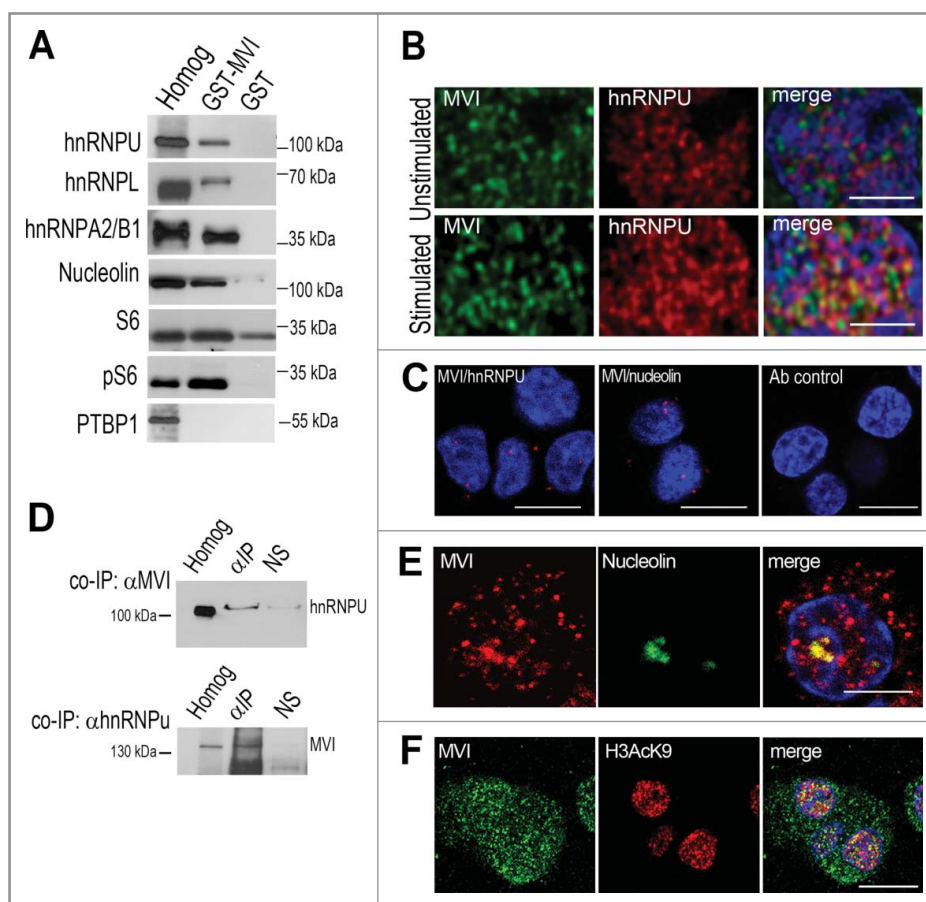 A
Homog GST-MVI GST
hnRNPU
100 kDa
hnRNPL
70 kDa
hnRNPA2/B1
35 kDa
Nucleolin
100 kDa
S6
35 kDa
pS6
35 kDa
PTBP1
55 kDa
B
Unstimulated
MVI hnRNPU merge
Stimulated
MVI hnRNPU merge
C
MVI/hnRNPU MVI/nucleolin Ab control
D
Homog αIP NS
co-IP: αMVI
100 kDa hnRNPU
Homog αIP NS
co-IP: αhnRNPu
130 kDa MVI
E
MVI Nucleolin merge
F
MVI H3AcK9 merge